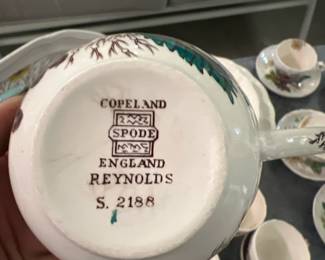 COPELAND
SPODE
ENGLAND
REYNOLDS
S. 2188